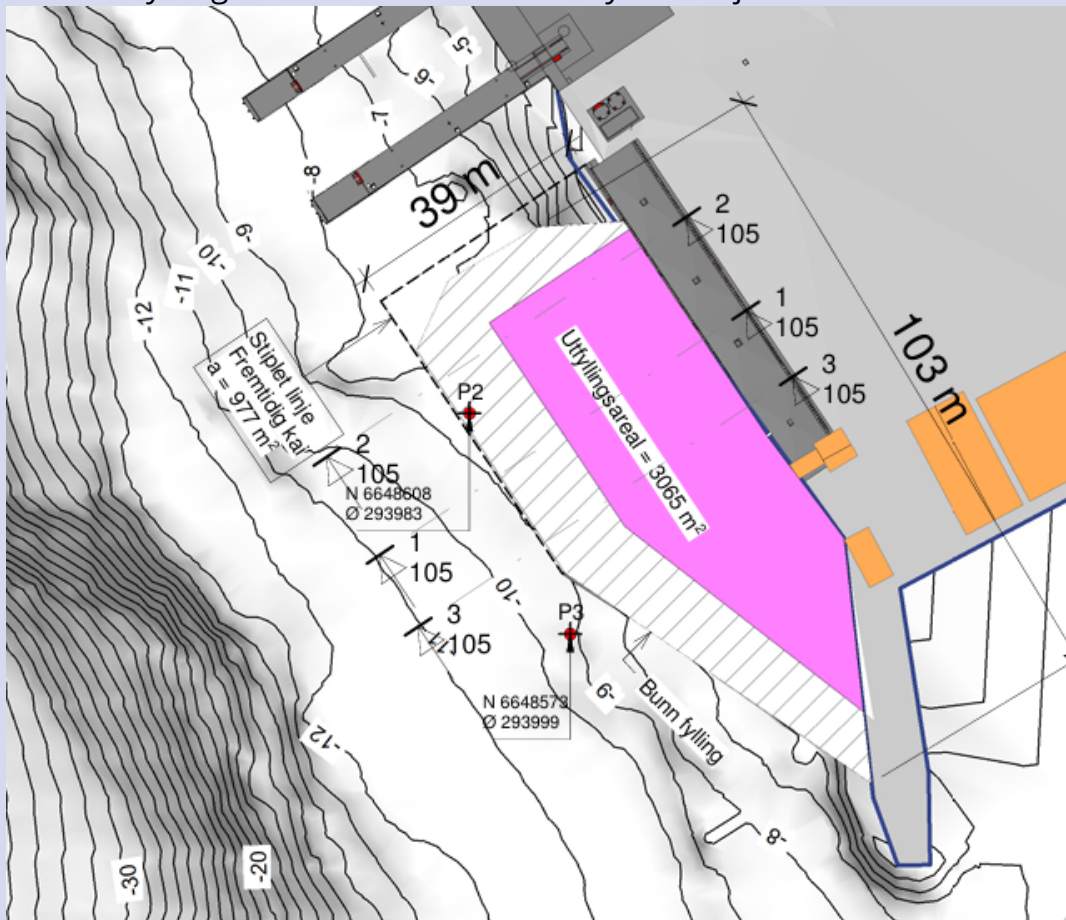 -5
-6
-7
-8
39 m
2
105
-9
-10
-11
-12
1
105
3
105
103 m
Utfyllingsareal = 3065 m²
Stiplet linje
Fremtidig kai
a = 977 m²
P2
2
105
N 6648608
Ø 293983
1
105
-10
P3
3
105
N 6648573
Ø 293999
-9
Bunn fylling
-12
-8
-30
-20